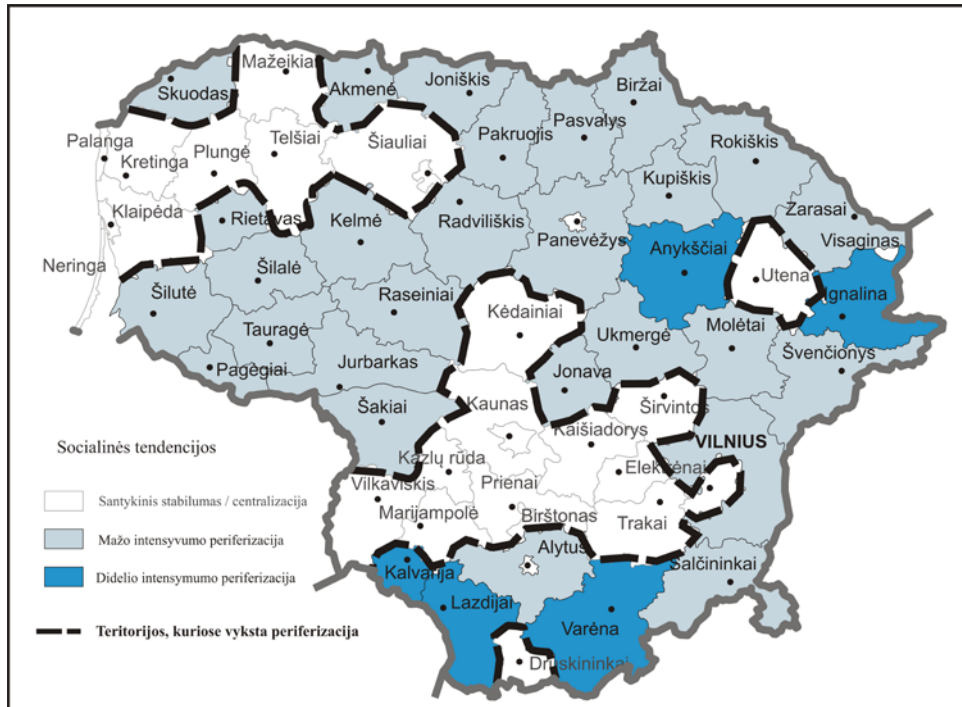 Mažeikiai
Skuodas
Akmenė
Joniškis
Biržai
Palanga
Kretinga
Plungė
Telšiai
Šiauliai
Pakruojis
Pasvalys
Rokiškis
Kupiškis
Klaipėda
Rietavas
Kelmė
Radviliškis
Panevėžys
Anykščiai
Zarasai
Visaginas
Neringa
Šilutė
Šilalė
Raseiniai
Kėdainiai
Utena
Ignalina
Tauragė
Ukmergė
Molėtai
Pagėgiai
Jurbarkas
Jonava
Švenčionys
Šakiai
Kaunas
Širvintos
Kaišiadorys
VILNIUS
Socialinės tendencijos
Kazlų rūda
Elektrėnai
Vilkaviškis
Prienai
Santykinis stabilumas / centralizacija
Marijampolė
Birštonas
Trakai
Mažo intensyvumo periferizacija
Alytus
Šalčininkai
Didelio intensymumo periferizacija
Kalvarija
Lazdijai
Varėna
Teritorijos, kuriose vyksta periferizacija
Druskininkai